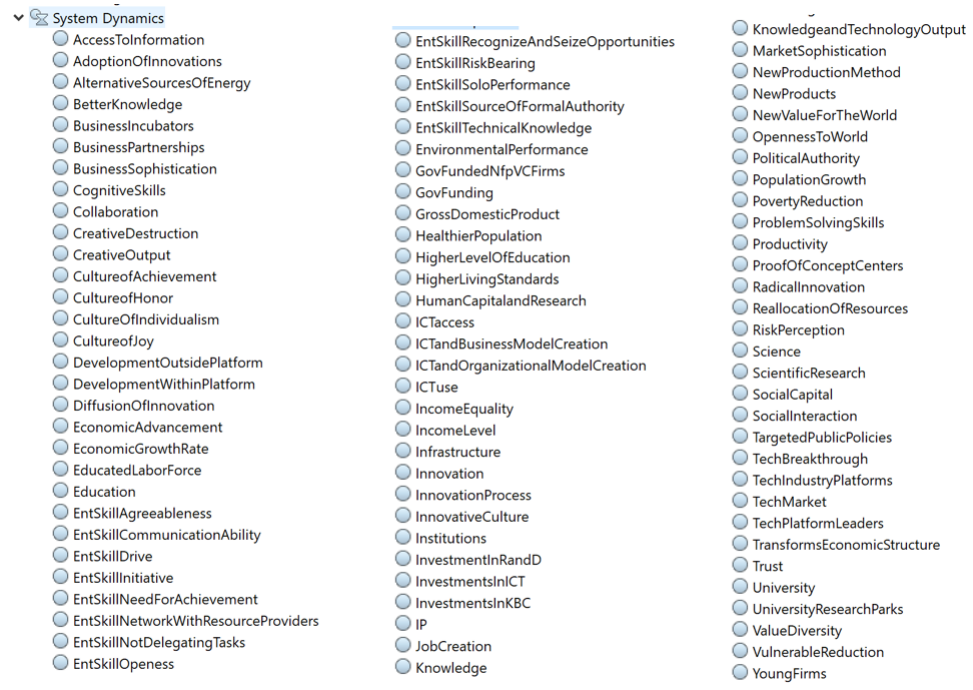 System Dynamics
AccessToInformation
AdoptionOfInnovations
AlternativeSourcesOfEnergy
BetterKnowledge
BusinessIncubators
BusinessPartnerships
BusinessSophistication
CognitiveSkills
Collaboration
CreativeDestruction
CreativeOutput
CultureofAchievement
CultureofHonor
CultureOfIndividualism
CultureofJoy
DevelopmentOutsidePlatform
DevelopmentWithinPlatform
DiffusionOfInnovation
EconomicAdvancement
EconomicGrowthRate
EducatedLaborForce
Education
EntSkillAgreeableness
EntSkillCommunicationAbility
EntSkillDrive
EntSkillInitiative
EntSkillNeedForAchievement
EntSkillNetworkWithResourceProviders
EntSkillNotDelegatingTasks
EntSkillOpeness
EntSkillRecognizeAndSeizeOpportunities
EntSkillRiskBearing
EntSkillSoloPerformance
EntSkillSourceOfFormalAuthority
EntSkillTechnicalKnowledge
EnvironmentalPerformance
GovFundedNfpVCFirms
GovFunding
GrossDomesticProduct
HealthierPopulation
HigherLevelOfEducation
HigherLivingStandards
HumanCapitalandResearch
ICTaccess
ICTandBusinessModelCreation
ICTandOrganizationalModelCreation
ICTuse
IncomeEquality
IncomeLevel
Infrastructure
Innovation
InnovationProcess
InnovativeCulture
Institutions
InvestmentInRandD
InvestmentsInICT
InvestmentsInKBC
IP
JobCreation
Knowledge
KnowledgeandTechnologyOutput
MarketSophistication
NewProductionMethod
NewProducts
NewValueForTheWorld
OpennessToWorld
PoliticalAuthority
PopulationGrowth
PovertyReduction
ProblemSolvingSkills
Productivity
ProofOfConceptCenters
RadicalInnovation
ReallocationOfResources
RiskPerception
Science
ScientificResearch
SocialCapital
SocialInteraction
TargetedPublicPolicies
TechBreakthrough
TechIndustryPlatforms
TechMarket
TechPlatformLeaders
TransformsEconomicStructure
Trust
University
UniversityResearchParks
ValueDiversity
VulnerableReduction
YoungFirms